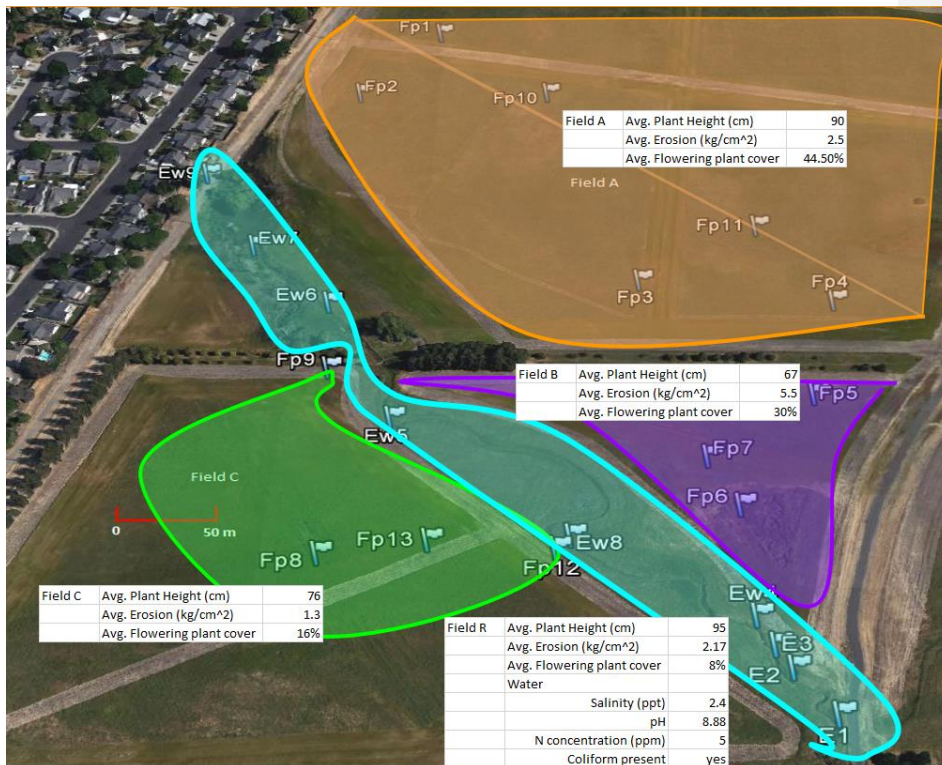 Fp1
Fp2
Fp10
Field A Avg. Plant Height (cm) 90
Avg. Erosion (kg/cm^2) 2.5
Avg. Flowering plant cover 44.50%
Field A
Ew9
Fp11
Ew7
Fp3
Fp4
Ew6
Fp9
Field B Avg. Plant Height (cm) 67
Avg. Erosion (kg/cm^2) 5.5
Avg. Flowering plant cover 30%
Fp5
Ew5
Fp7
Field C
Fp6
0 50 m
Fp8
Fp13
Ew8
Fp12
Field C Avg. Plant Height (cm) 76
Avg. Erosion (kg/cm^2) 1.3
Avg. Flowering plant cover 16%
Field R Avg. Plant Height (cm) 95
Avg. Erosion (kg/cm^2) 2.17
Avg. Flowering plant cover 8%
Water
Salinity (ppt) 2.4
pH 8.88
N concentration (ppm) 5
Coliform present yes
E3
E2
E1